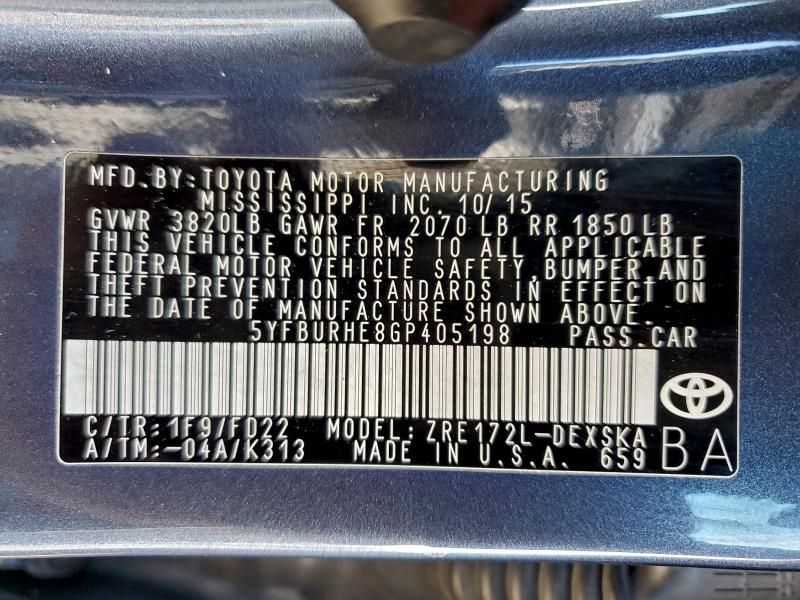 MFD.BY:TOYOTA MOTOR MANUFACTURING
MISSISSIPPI INC. 10/15
GVWR 3820LB GAWR FR 2070 LB RR 1850 LB
THIS VEHICLE CONFORMS TO ALL APPLICABLE
FEDERAL MOTOR VEHICLE SAFETY,BUMPER AND
THEFT PREVENTION STANDARDS IN EFFECT ON
THE DATE OF MANUFACTURE SHOWN ABOVE.
5YFBURHE8GP405198 PASS.CAR
C/TR:1F9/FD22 MODEL:ZRE172L-DEXSKA
A/TM:-04A/K313 MADE IN U.S.A. 659 BA